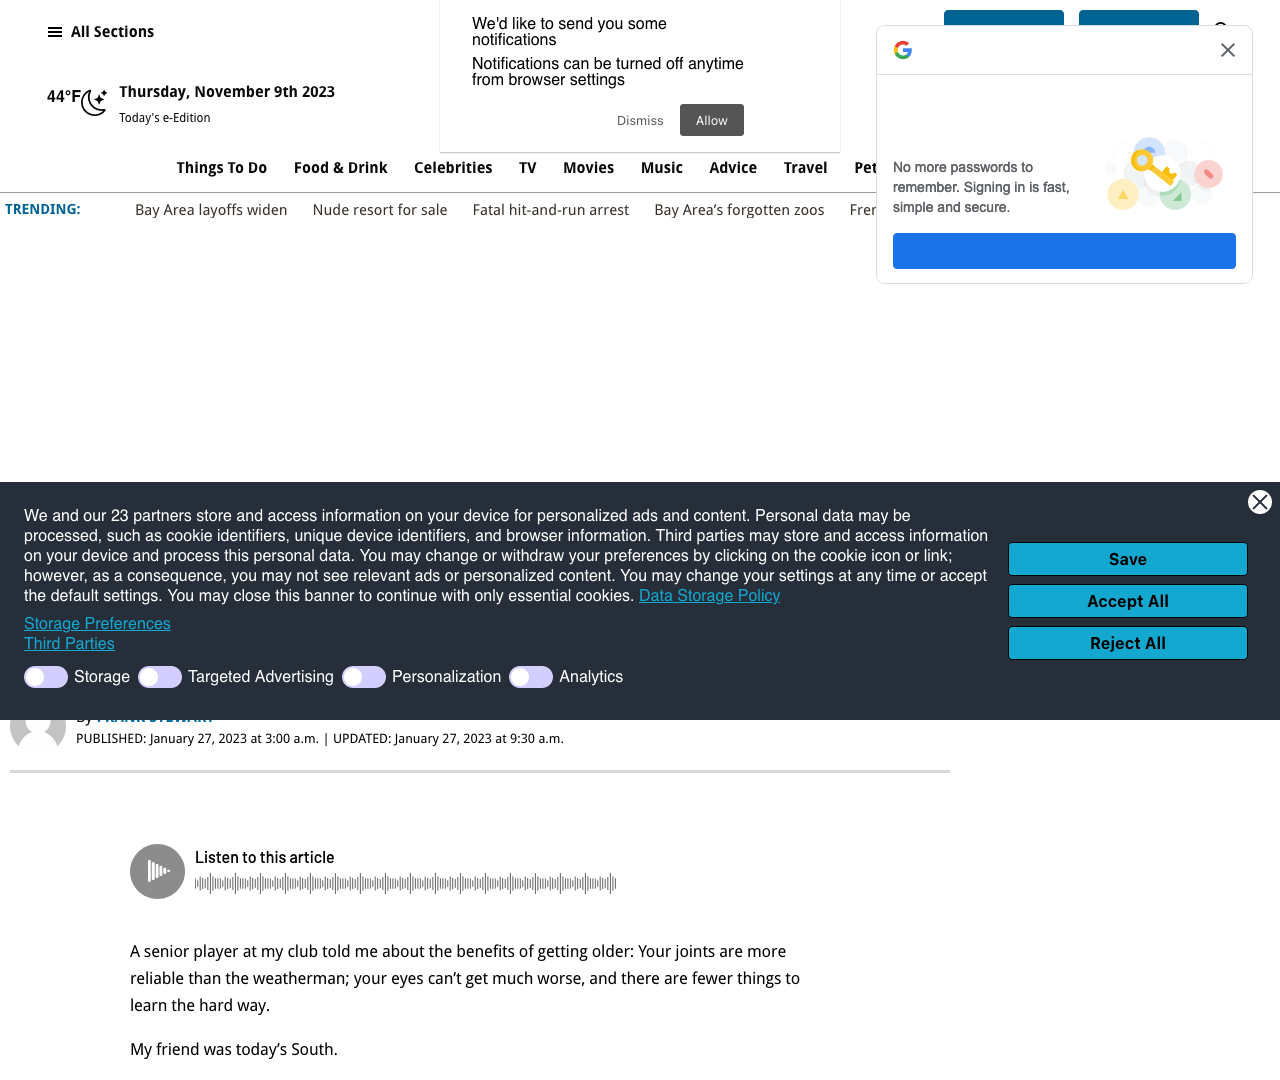 All Sections
We'd like to send you some
notifications
Notifications can be turned off anytime
from browser settings
Dismiss
Allow
44°F
Thursday, November 9th 2023
Today's e-Edition
Things To Do
Food & Drink
Celebrities
TV
Movies
Music
Advice
Travel
No more passwords to
remember. Signing in is fast,
simple and secure.
TRENDING:
Bay Area layoffs widen
Nude resort for sale
Fatal hit-and-run arrest
Bay Area’s forgotten zoos
We and our 23 partners store and access information on your device for personalized ads and content. Personal data may be
processed, such as cookie identifiers, unique device identifiers, and browser information. Third parties may store and access information
on your device and process this personal data. You may change or withdraw your preferences by clicking on the cookie icon or link;
however, as a consequence, you may not see relevant ads or personalized content. You may change your settings at any time or accept
the default settings. You may close this banner to continue with only essential cookies. Data Storage Policy
Storage Preferences
Third Parties
Storage
Targeted Advertising
Personalization
Analytics
Save
Accept All
Reject All
PUBLISHED: January 27, 2023 at 3:00 a.m. | UPDATED: January 27, 2023 at 9:30 a.m.
Listen to this article
A senior player at my club told me about the benefits of getting older: Your joints are more
reliable than the weatherman; your eyes can’t get much worse, and there are fewer things to
learn the hard way.
My friend was today’s South.